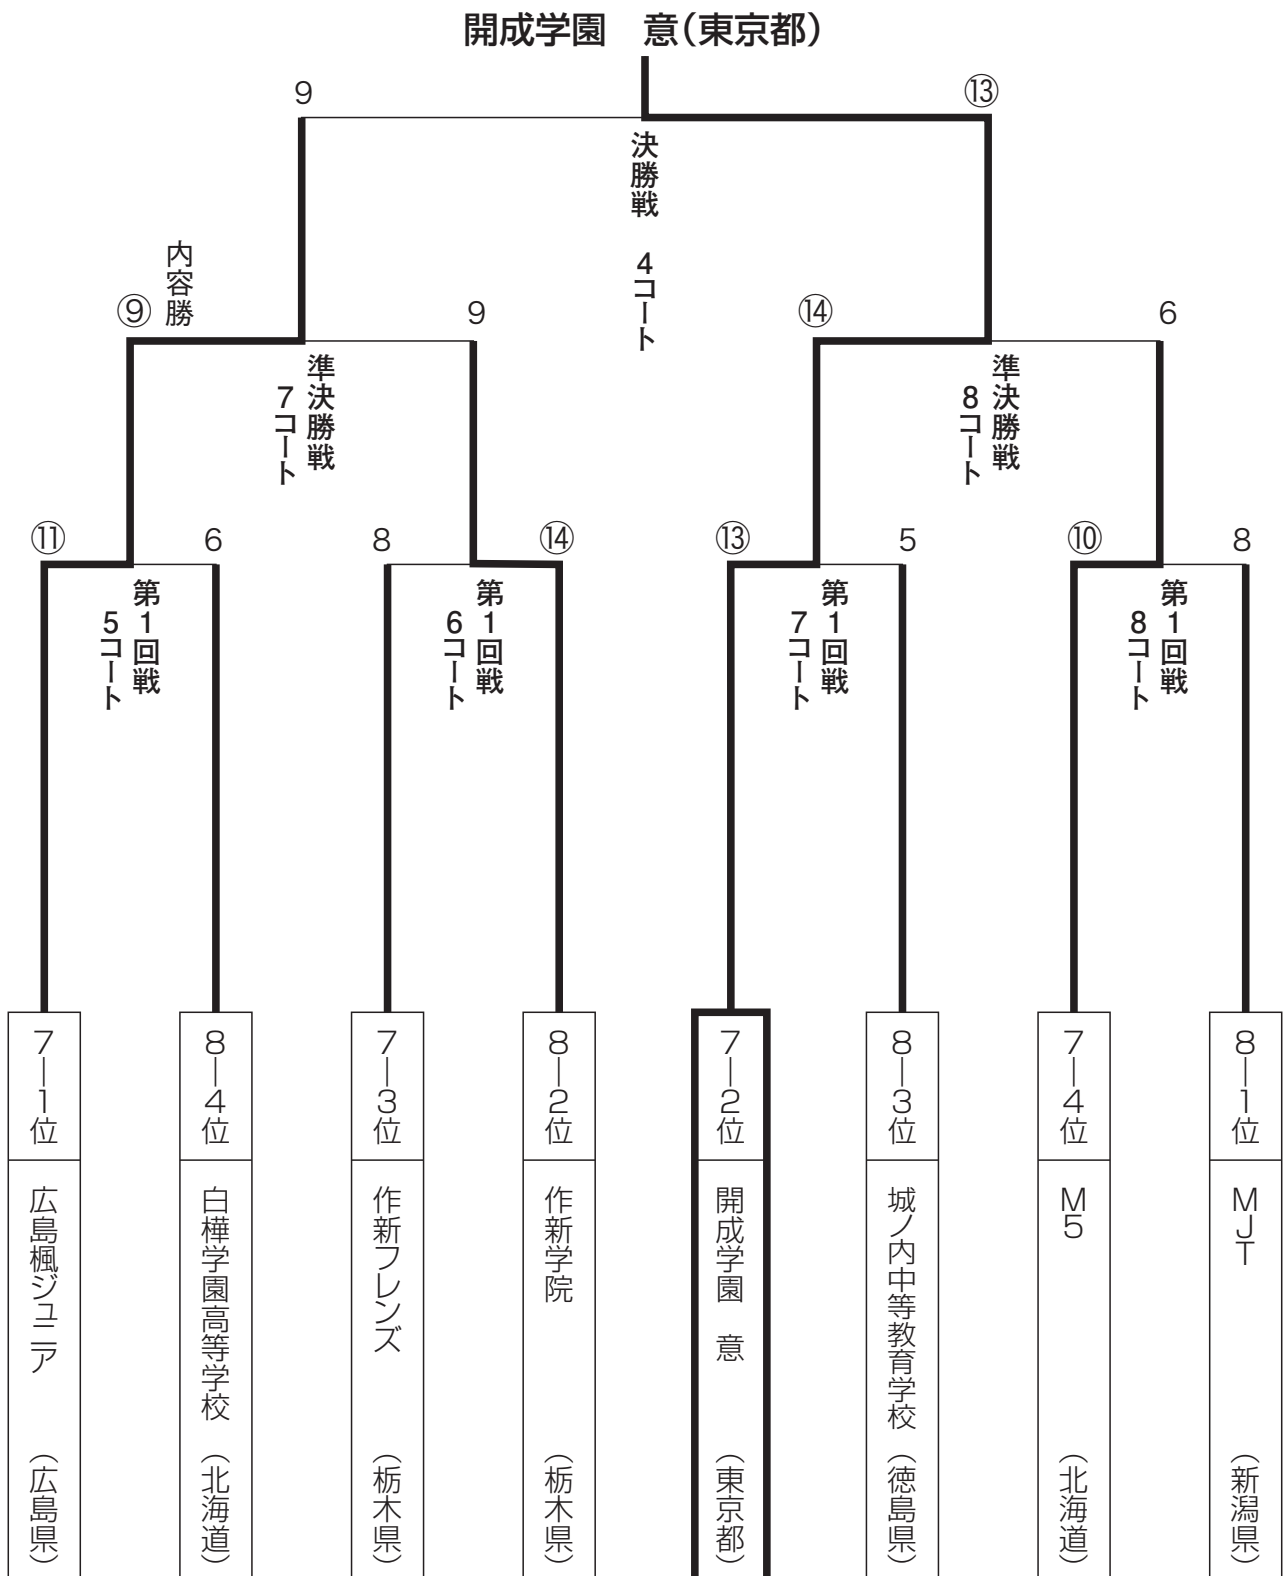 開成学園　意(東京都)
9
⑬
決勝戦　4コート
内容勝
⑨
9
⑭
6
準決勝戦
7コート
準決勝戦
8コート
⑪
6
8
⑭
⑬
5
⑩
8
第1回戦
5コート
第1回戦
6コート
第1回戦
7コート
第1回戦
8コート
7―1位
8―4位
7―3位
8―2位
7―2位
8―3位
7―4位
8―1位
広島楓ジュニア（広島県）
白樺学園高等学校（北海道）
作新フレンズ（栃木県）
作新学院（栃木県）
開成学園　意（東京都）
城ノ内中等教育学校（徳島県）
M5（北海道）
MJT（新潟県）